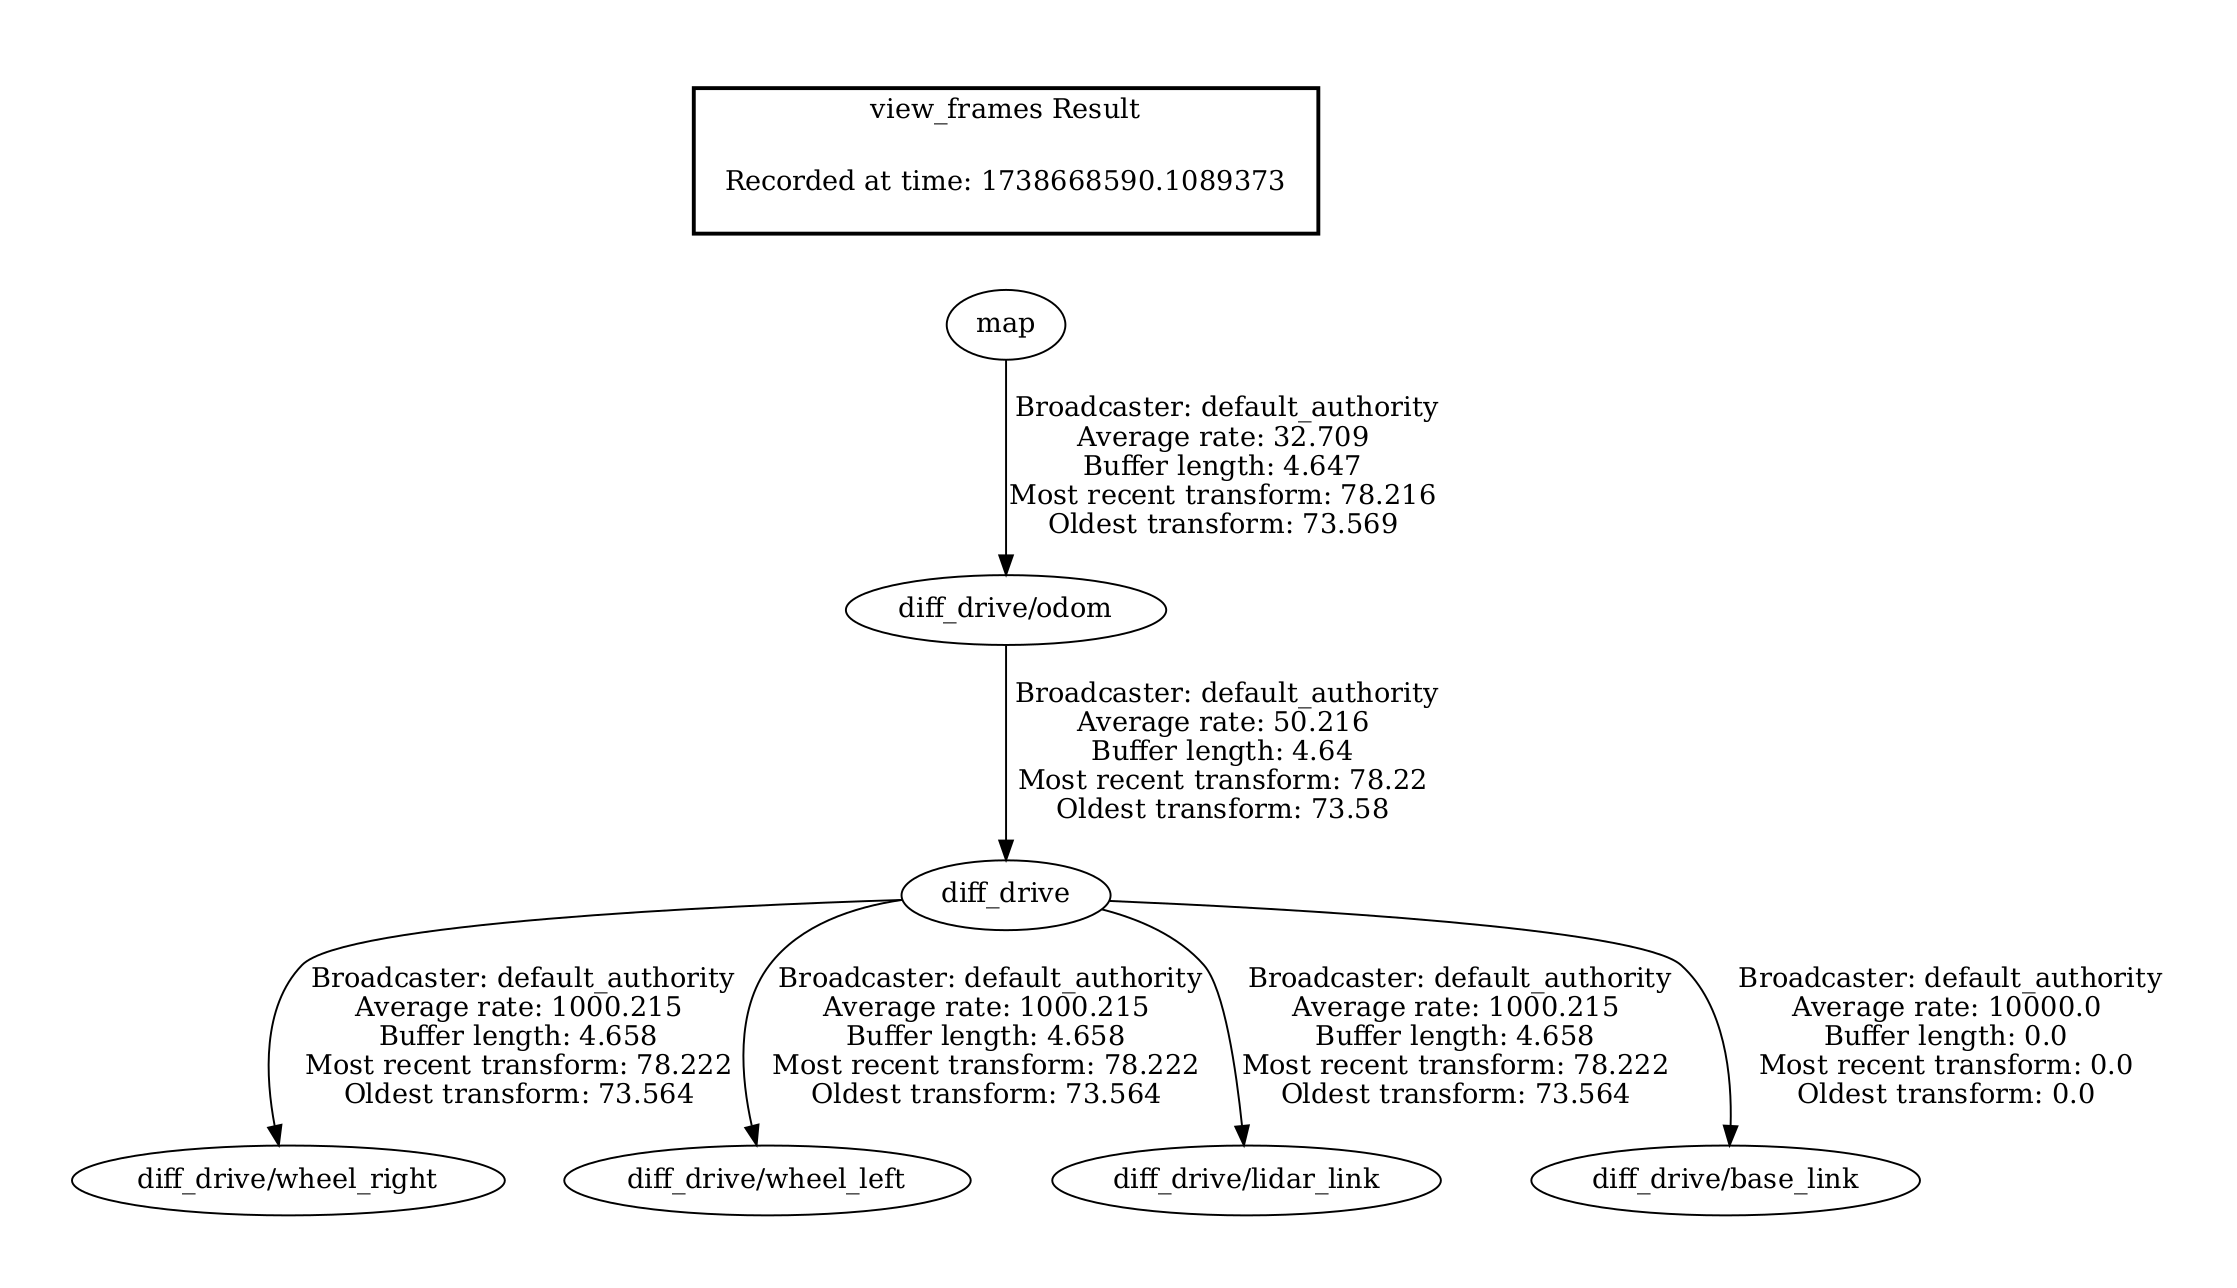 view_frames Result
Recorded at time: 1738668590.1089373
map
Broadcaster: default_authority
Average rate: 32.709
Buffer length: 4.647
Most recent transform: 78.216
Oldest transform: 73.569
diff_drive/odom
Broadcaster: default_authority
Average rate: 50.216
Buffer length: 4.64
Most recent transform: 78.22
Oldest transform: 73.58
diff_drive
Broadcaster: default_authority
Average rate: 1000.215
Buffer length: 4.658
Most recent transform: 78.222
Oldest transform: 73.564
Broadcaster: default_authority
Average rate: 1000.215
Buffer length: 4.658
Most recent transform: 78.222
Oldest transform: 73.564
Broadcaster: default_authority
Average rate: 1000.215
Buffer length: 4.658
Most recent transform: 78.222
Oldest transform: 73.564
Broadcaster: default_authority
Average rate: 10000.0
Buffer length: 0.0
Most recent transform: 0.0
Oldest transform: 0.0
diff_drive/wheel_right
diff_drive/wheel_left
diff_drive/lidar_link
diff_drive/base_link